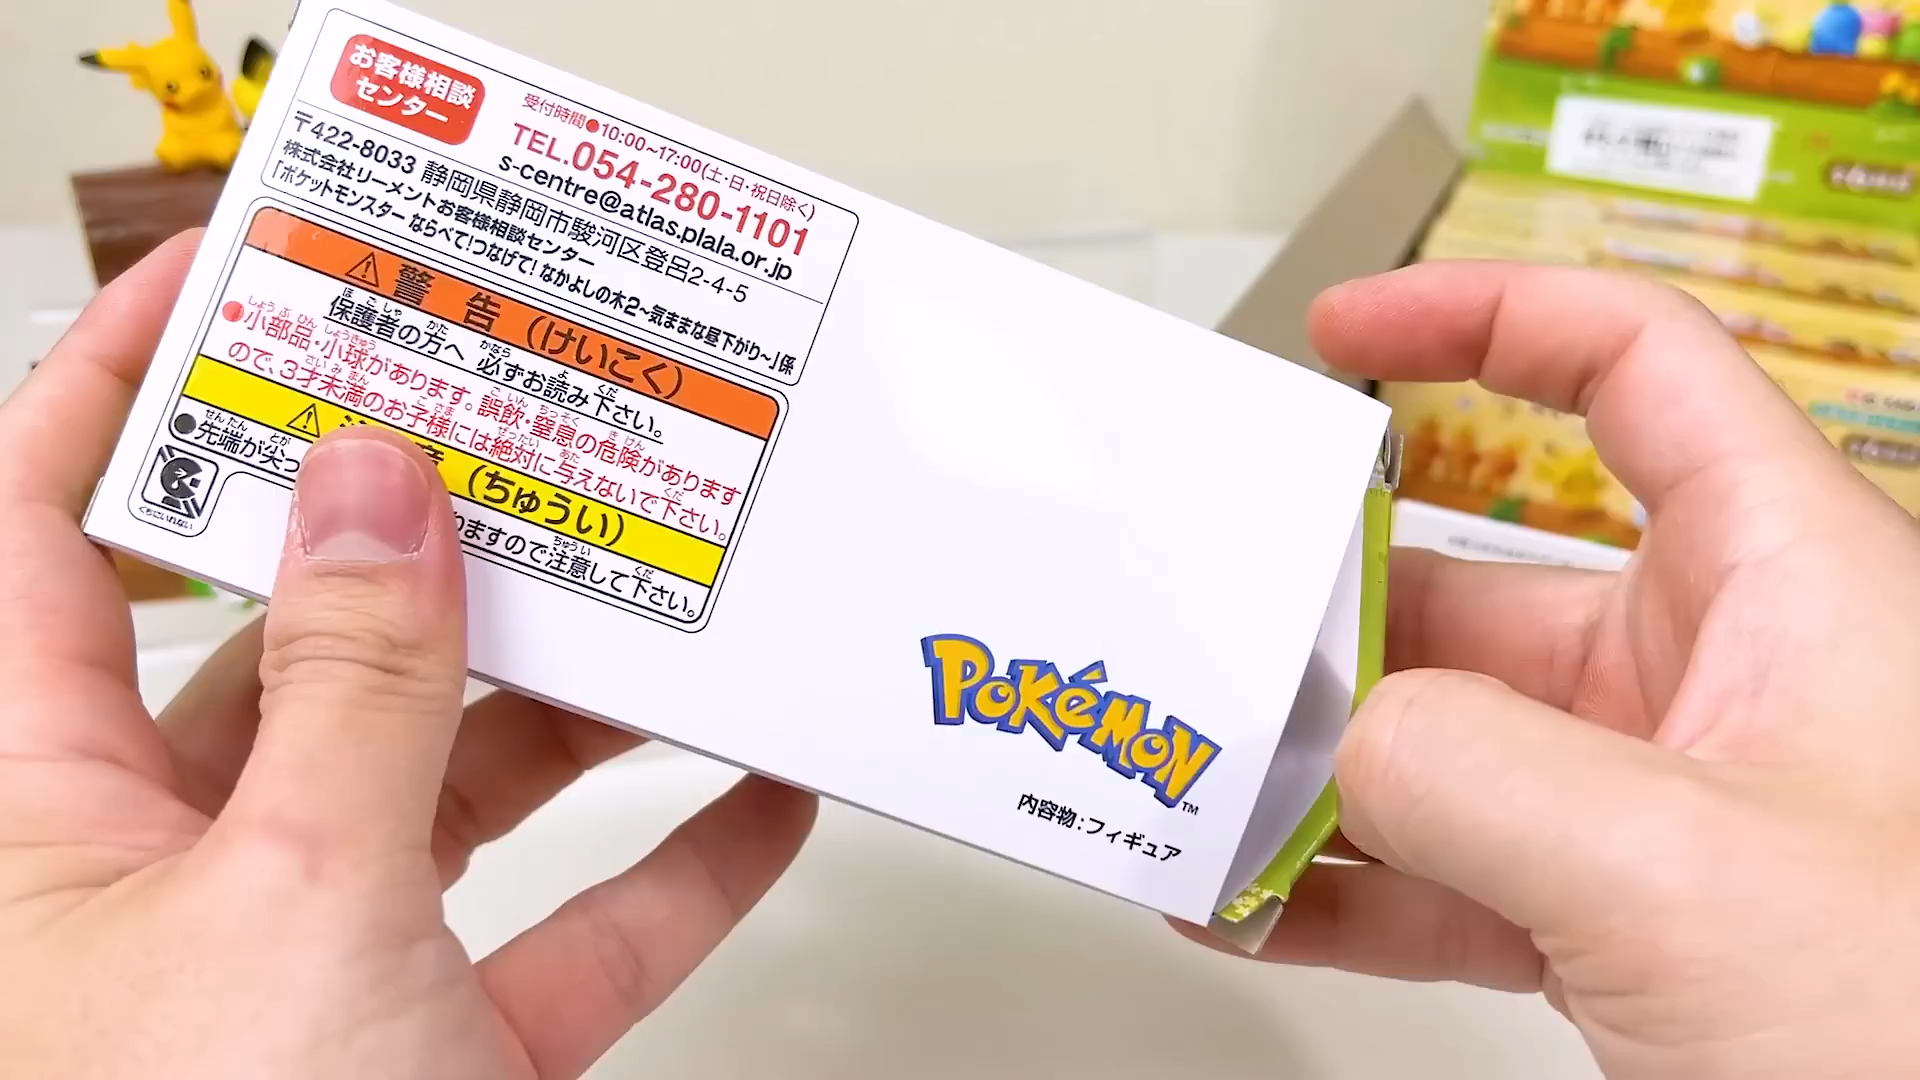 お客様相談
センター
受付時間●10:00~17:00(土・日・祝日除く)
TEL.054-280-1101
s-centre@atlas.plala.or.jp
〒422-8033 静岡県静岡市駿河区登呂2-4-5
株式会社リーメントお客様相談センター
「ポケットモンスター ならべて!つなげて! なかよしの木2~気ままな昼下がり~」係
⚠警 告 (けいこく)
保護者の方へ 必ずお読み下さい。
●小部品・小球があります。誤飲・窒息の危険があります
ので、3才未満のお子様には絶対に与えないで下さい。
⚠注 意 (ちゅうい)
●先端が尖っ りますので注意して下さい。
くちにいれない
POKéMON
TM
内容物:フィギュア